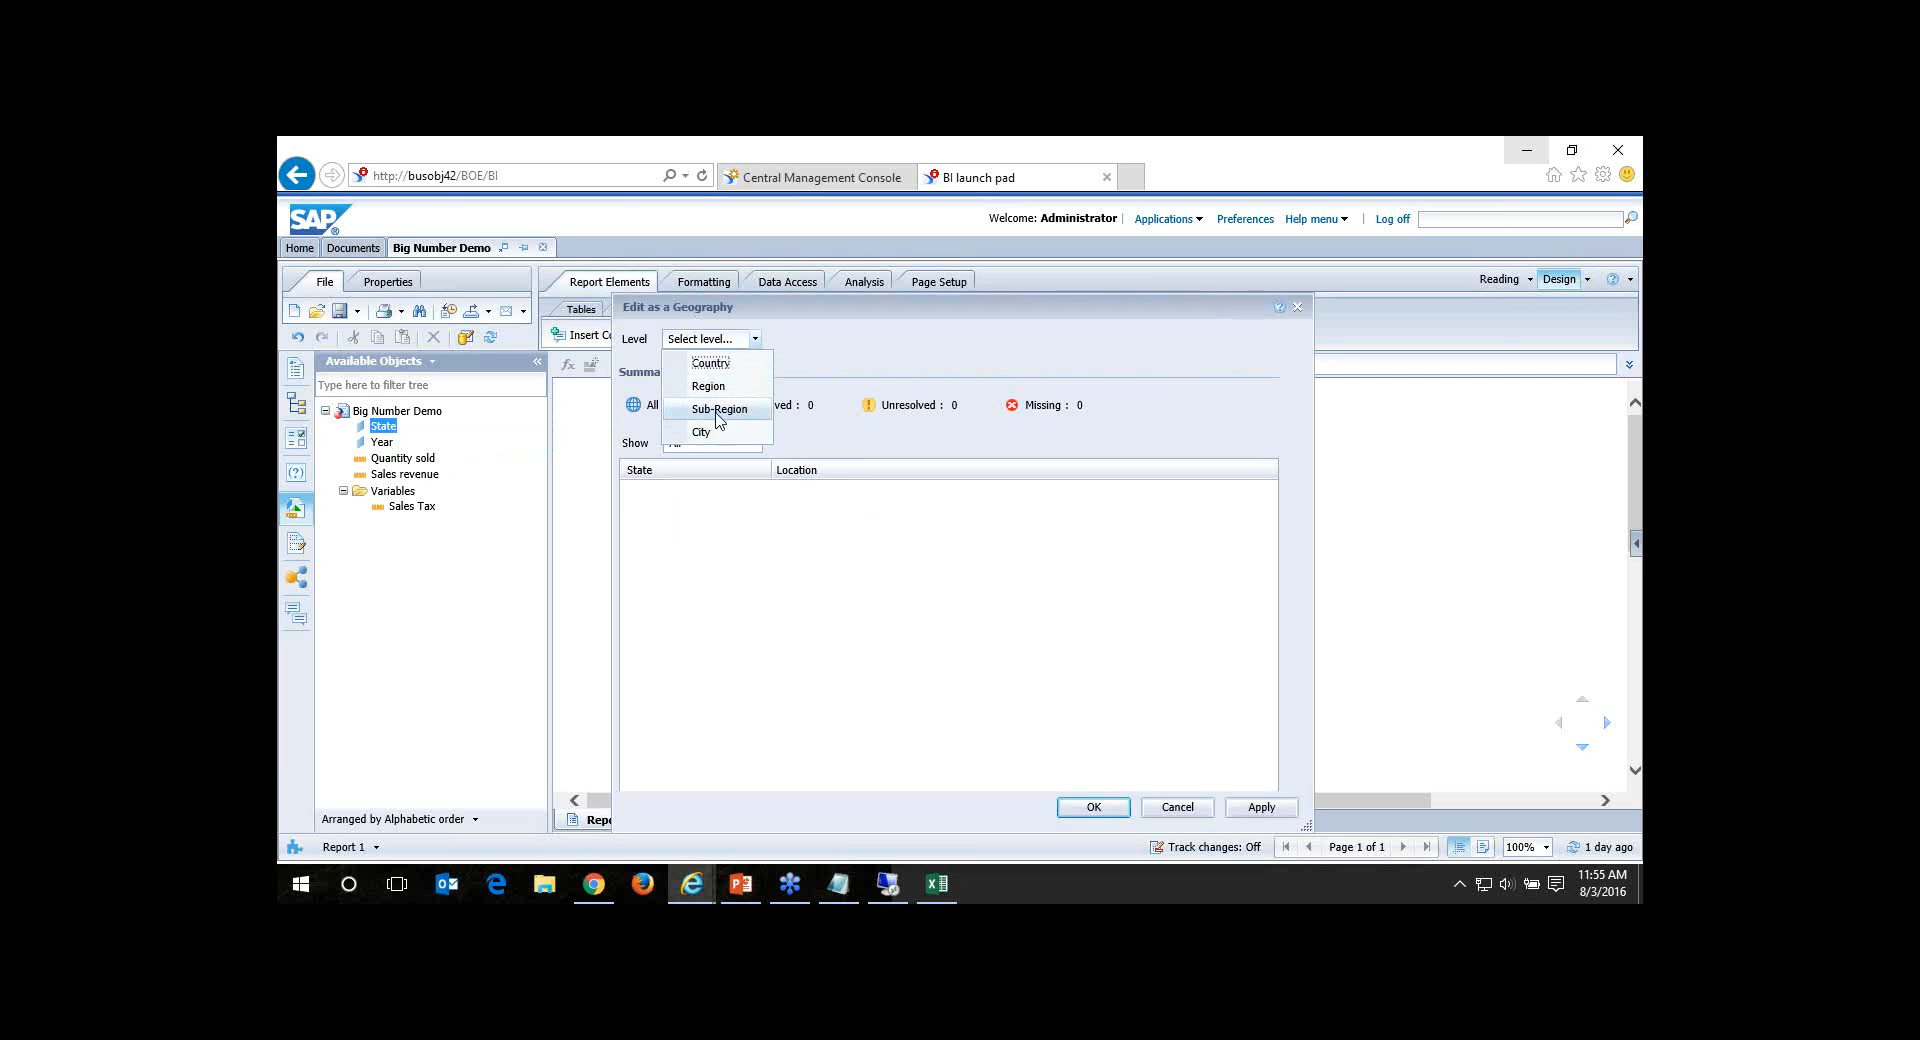 http://busobj42/BOE/BI
Central Management Console
BI launch pad
SAP
Welcome: Administrator
Applications
Preferences
Help menu
Log off
Home
Documents
Big Number Demo
File
Properties
Report Elements
Formatting
Data Access
Analysis
Page Setup
Reading
Design
Tables
Edit as a Geography
Insert Co
Level
Select level...
Available Objects
Country
Type here to filter tree
Summa
Region
All
Sub-Region
ved : 0
Unresolved : 0
Missing : 0
City
Show
Big Number Demo
State
Year
Quantity sold
Sales revenue
Variables
Sales Tax
State
Location
OK
Cancel
Apply
Arranged by Alphabetic order
Repo
Report 1
Track changes: Off
Page 1 of 1
100%
1 day ago
11:55 AM
8/3/2016